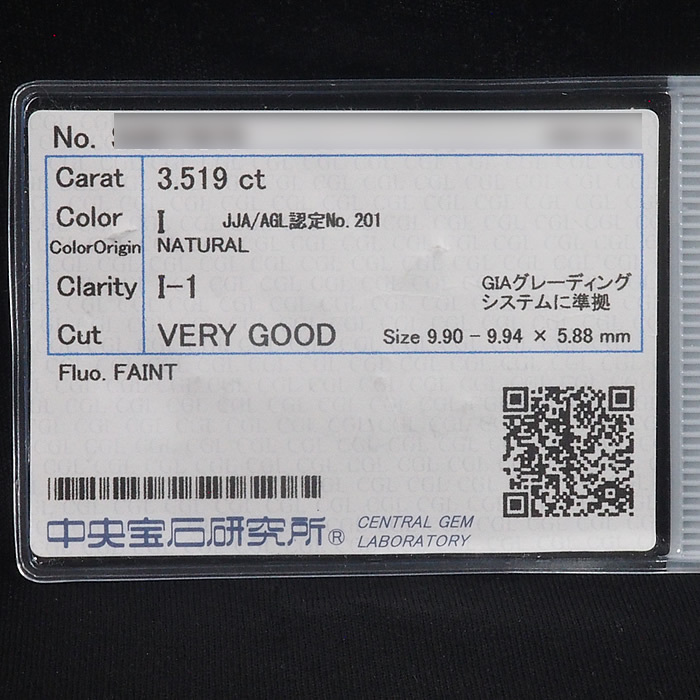 No.
Carat 3.519 ct
Color I JJA/AGL認定No.201
ColorOrigin NATURAL
Clarity I-1 GIAグレーディング
システムに準拠
Cut VERY GOOD Size 9.90 - 9.94 × 5.88 mm
Fluo. FAINT
中央宝石研究所® CENTRAL GEM
LABORATORY